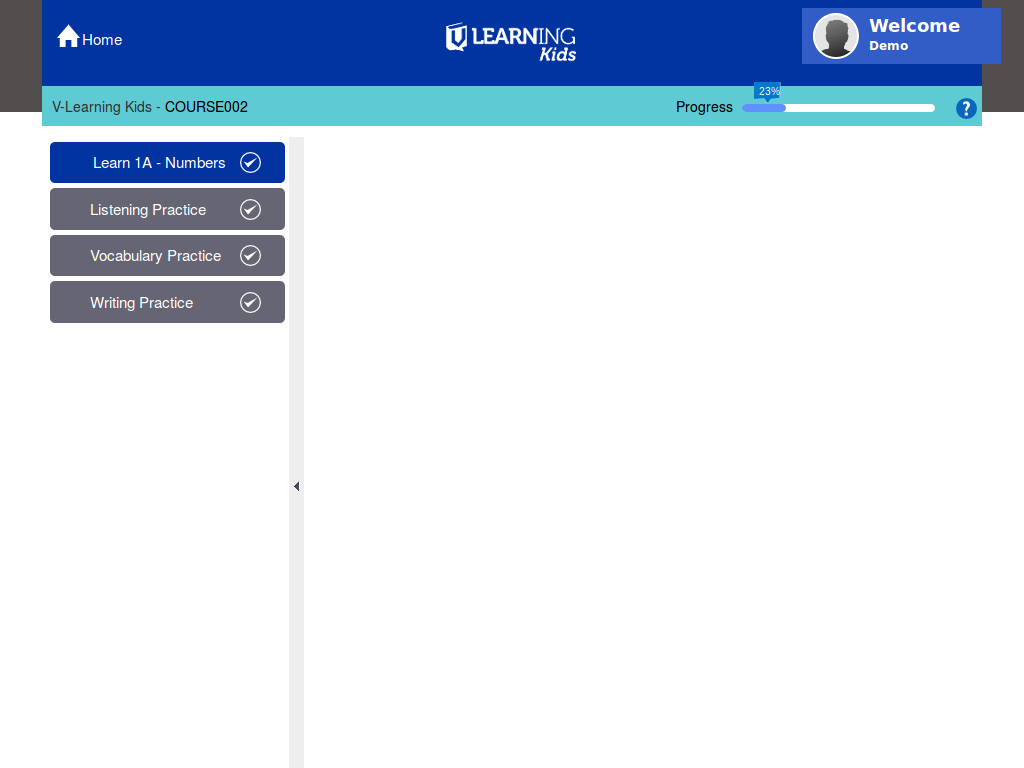 Home
LEARNING
Kids
Welcome
Demo
V-Learning Kids - COURSE002
Progress
23%
?
Learn 1A - Numbers
Listening Practice
Vocabulary Practice
Writing Practice